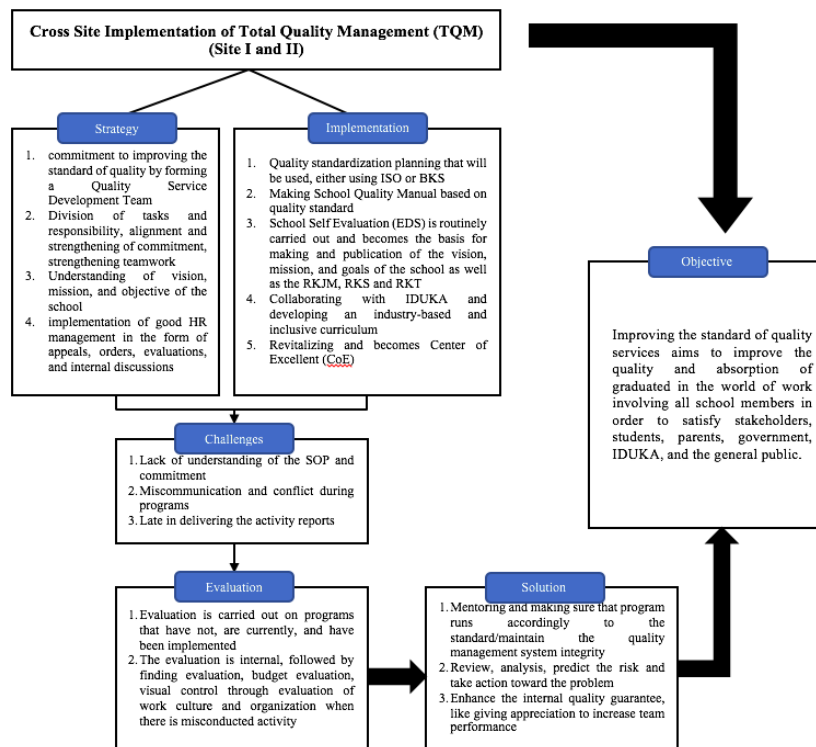 Cross Site Implementation of Total Quality Management (TQM)
(Site I and II)
Strategy
1. commitment to improving the
standard of quality by forming
a Quality Service
Development Team
2. Division of tasks and
responsibility, alignment and
strengthening of commitment,
strengthening teamwork
3. Understanding of vision,
mission, and objective of the
school
4. implementation of good HR
management in the form of
appeals, orders, evaluations,
and internal discussions
Implementation
1. Quality standardization planning that will
be used, either using ISO or BKS
2. Making School Quality Manual based on
quality standard
3. School Self Evaluation (EDS) is routinely
carried out and becomes the basis for
making and publication of the vision,
mission, and goals of the school as well
as the RKJM, RKS and RKT
4. Collaborating with IDUKA and
developing an industry-based and
inclusive curriculum
5. Revitalizing and becomes Center of
Excellent (CoE)
Objective
Improving the standard of quality
services aims to improve the
quality and absorption of
graduated in the world of work
involving all school members in
order to satisfy stakeholders,
students, parents, government,
IDUKA, and the general public.
Challenges
1. Lack of understanding of the SOP and
commitment
2. Miscommunication and conflict during
programs
3. Late in delivering the activity reports
Evaluation
1. Evaluation is carried out on programs
that have not, are currently, and have
been implemented
2. The evaluation is internal, followed by
finding evaluation, budget evaluation,
visual control through evaluation of
work culture and organization when
there is misconducted activity
Solution
1. Mentoring and making sure that program
runs accordingly to the
standard/maintain the quality
management system integrity
2. Review, analysis, predict the risk and
take action toward the problem
3. Enhance the internal quality guarantee,
like giving appreciation to increase team
performance